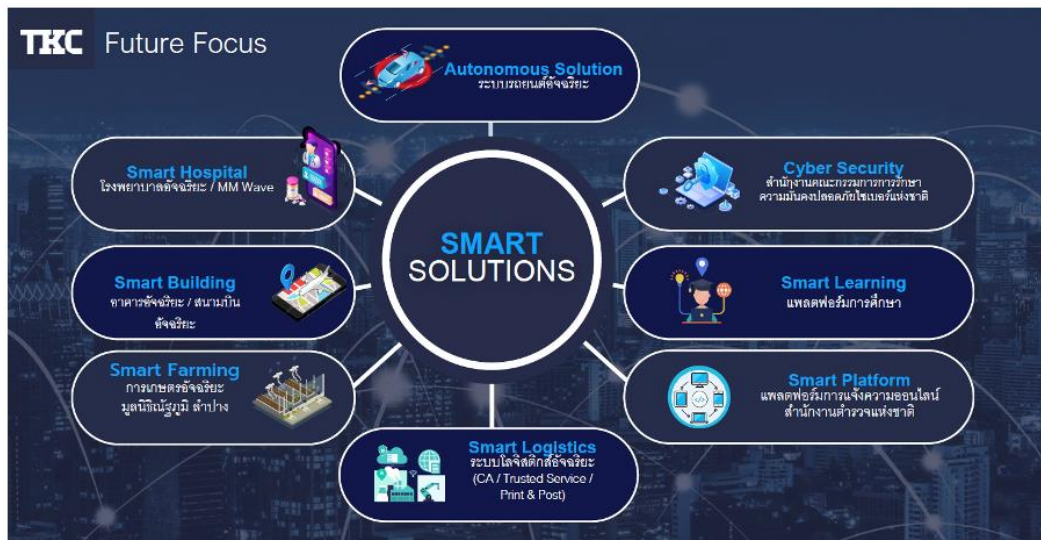 TKC Future Focus
Autonomous Solution
ระบบรถยนต์อัจฉริยะ
Smart Hospital
โรงพยาบาลอัจฉริยะ / MM Wave
Cyber Security
สำนักงานคณะกรรมการการรักษา
ความมั่นคงปลอดภัยไซเบอร์แห่งชาติ
SMART
SOLUTIONS
Smart Building
อาคารอัจฉริยะ / สนามบิน
อัจฉริยะ
Smart Learning
แพลตฟอร์มการศึกษา
Smart Farming
การเกษตรอัจฉริยะ
มูลนิธิณัฐภูมิ ลำปาง
Smart Platform
แพลตฟอร์มการแจ้งความออนไลน์
สำนักงานตำรวจแห่งชาติ
Smart Logistics
ระบบโลจิสติกส์อัจฉริยะ
(CA / Trusted Service /
Print & Post)